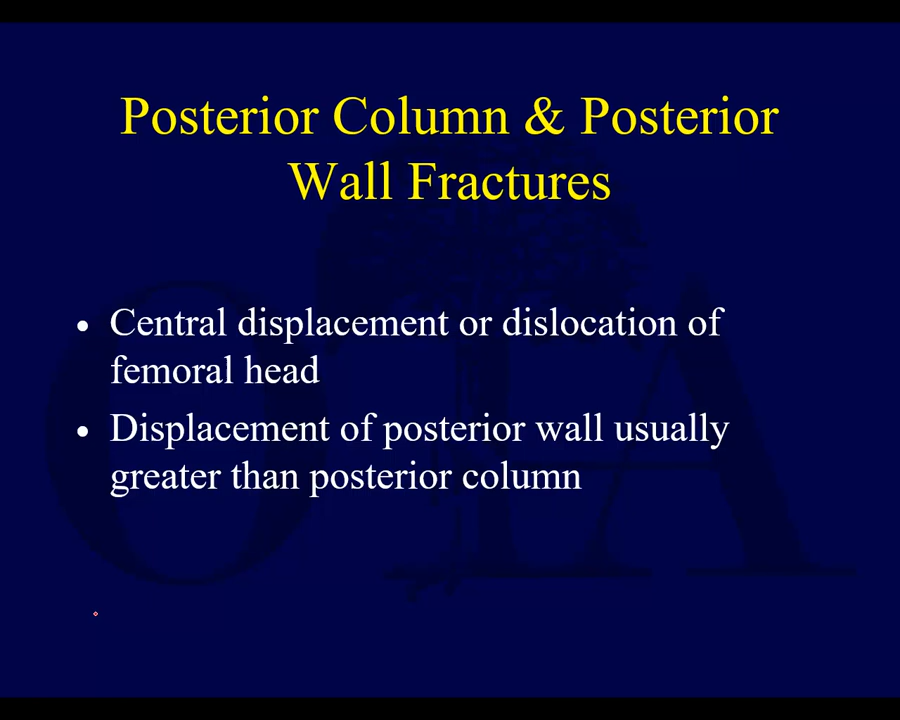 Posterior Column & Posterior
Wall Fractures
• Central displacement or dislocation of
femoral head
• Displacement of posterior wall usually
greater than posterior column
OTA